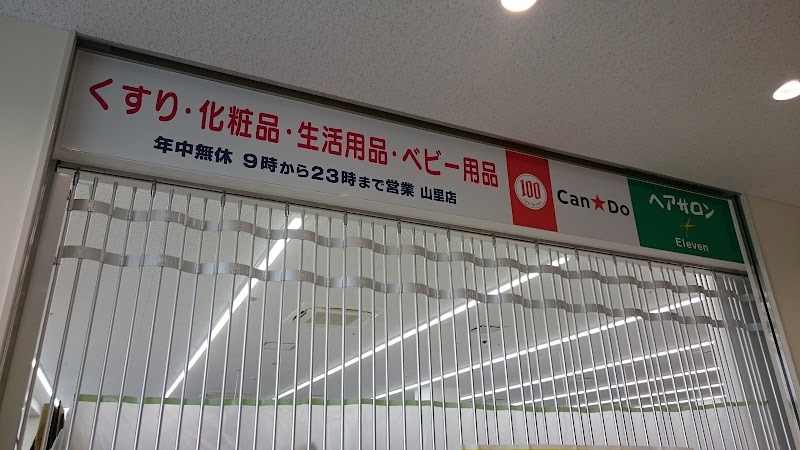 くすり・化粧品・生活用品・ベビー用品
年中無休 9時から23時まで営業 山里店
100
Can★Do
ヘアサロン
Eleven